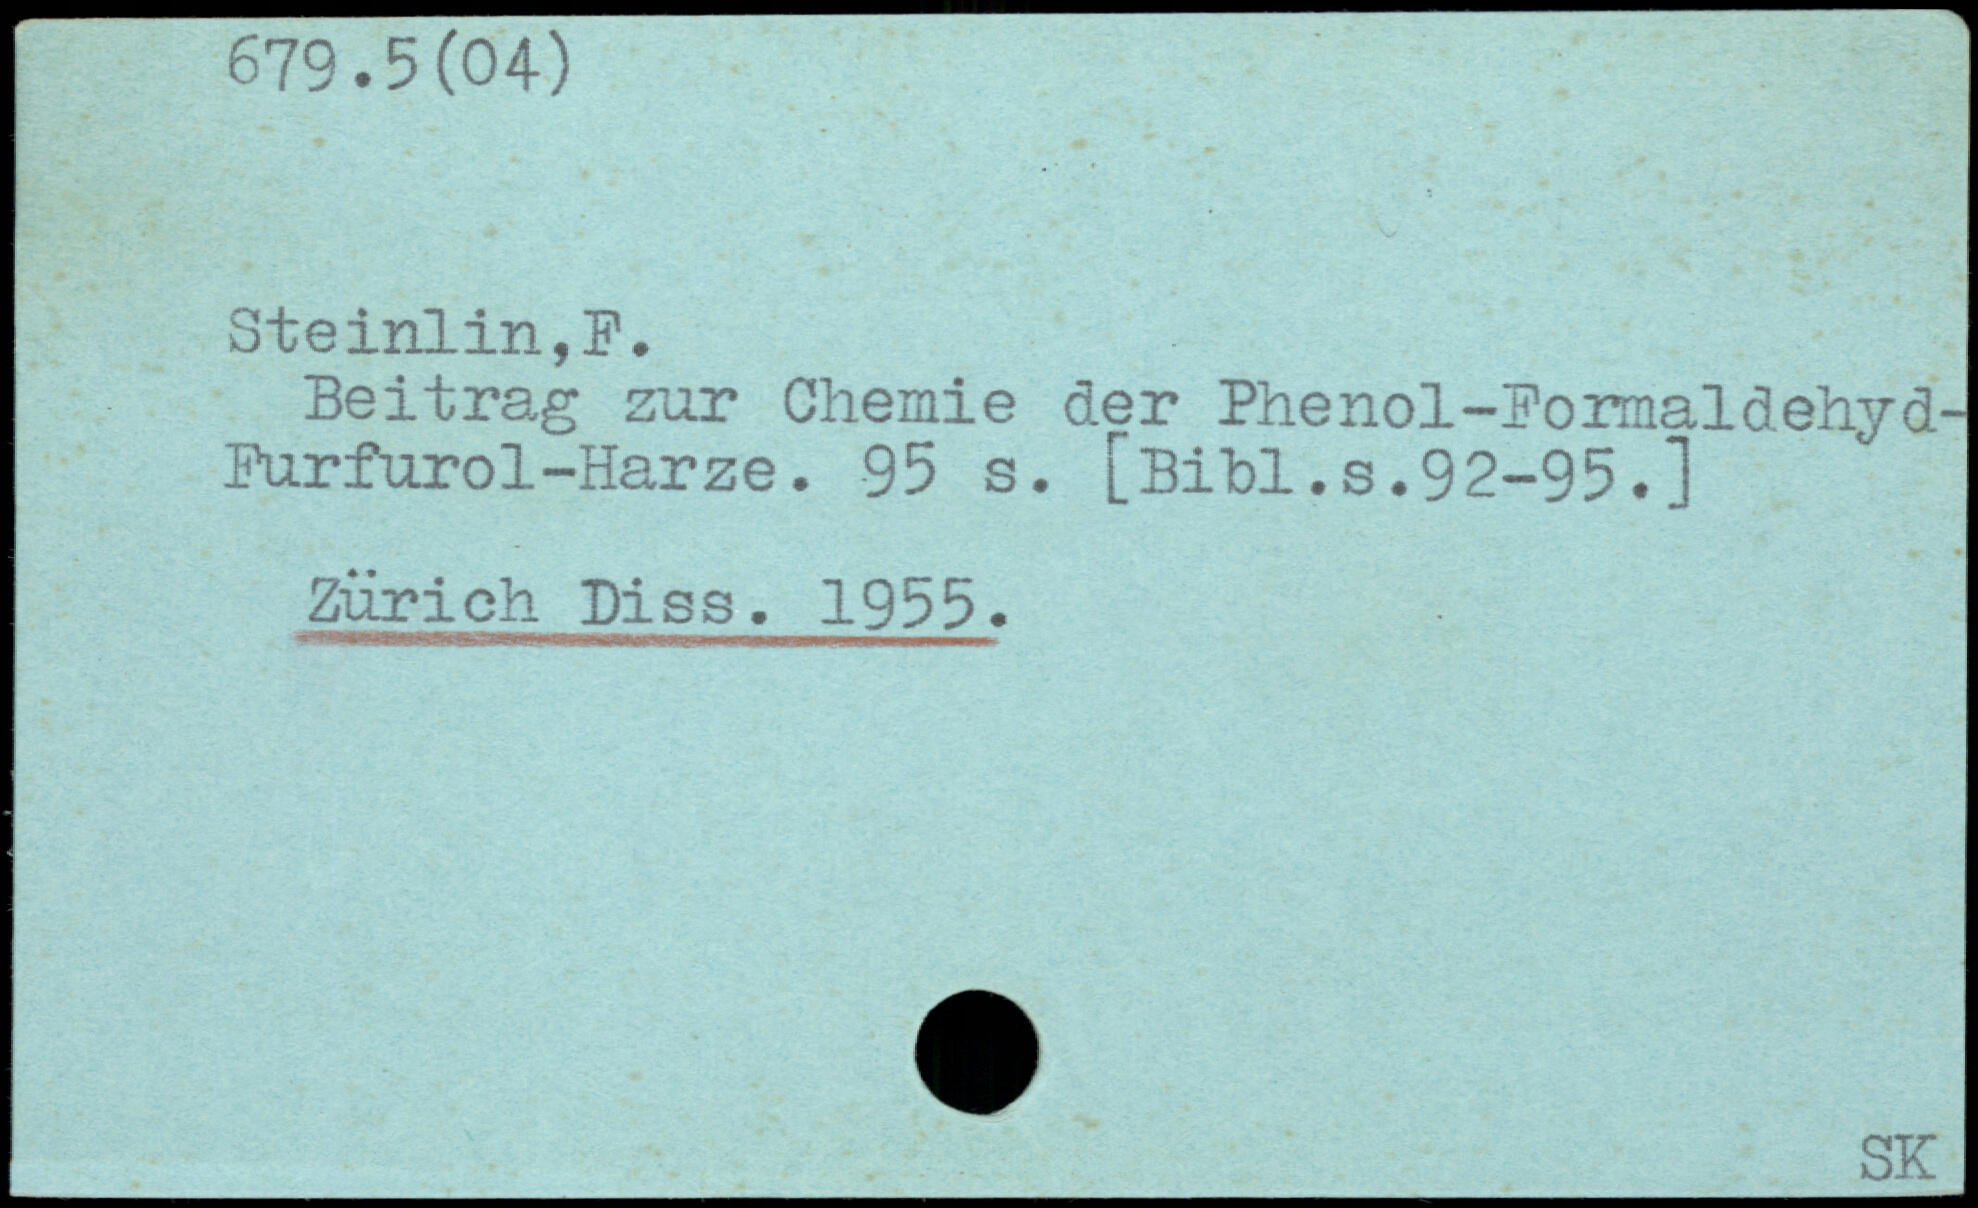 679.5(04)
Steinlin,F.
Beitrag zur Chemie der Phenol-Formaldehyd-
Furfurol-Harze. 95 s. [Bibl.s.92-95.]
Zürich Diss. 1955.
SK